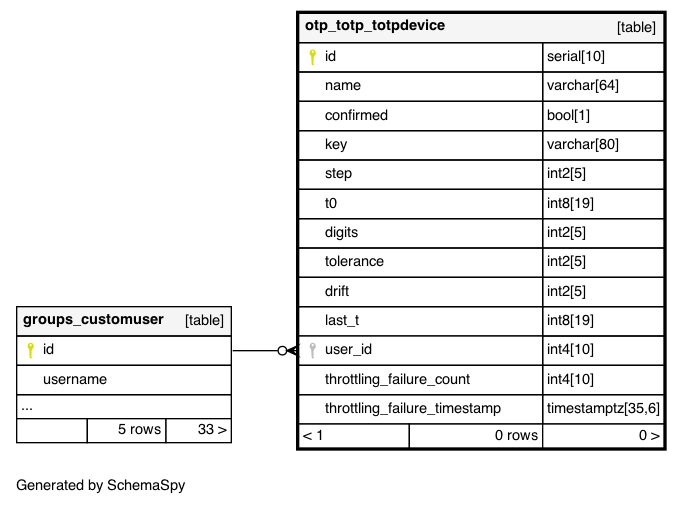 otp_totp_totpdevice [table]
id serial[10]
name varchar[64]
confirmed bool[1]
key varchar[80]
step int2[5]
t0 int8[19]
digits int2[5]
tolerance int2[5]
drift int2[5]
last_t int8[19]
user_id int4[10]
throttling_failure_count int4[10]
throttling_failure_timestamp timestamptz[35,6]
< 1 0 rows 0 >
groups_customuser [table]
id
username
...
5 rows 33 >
Generated by SchemaSpy